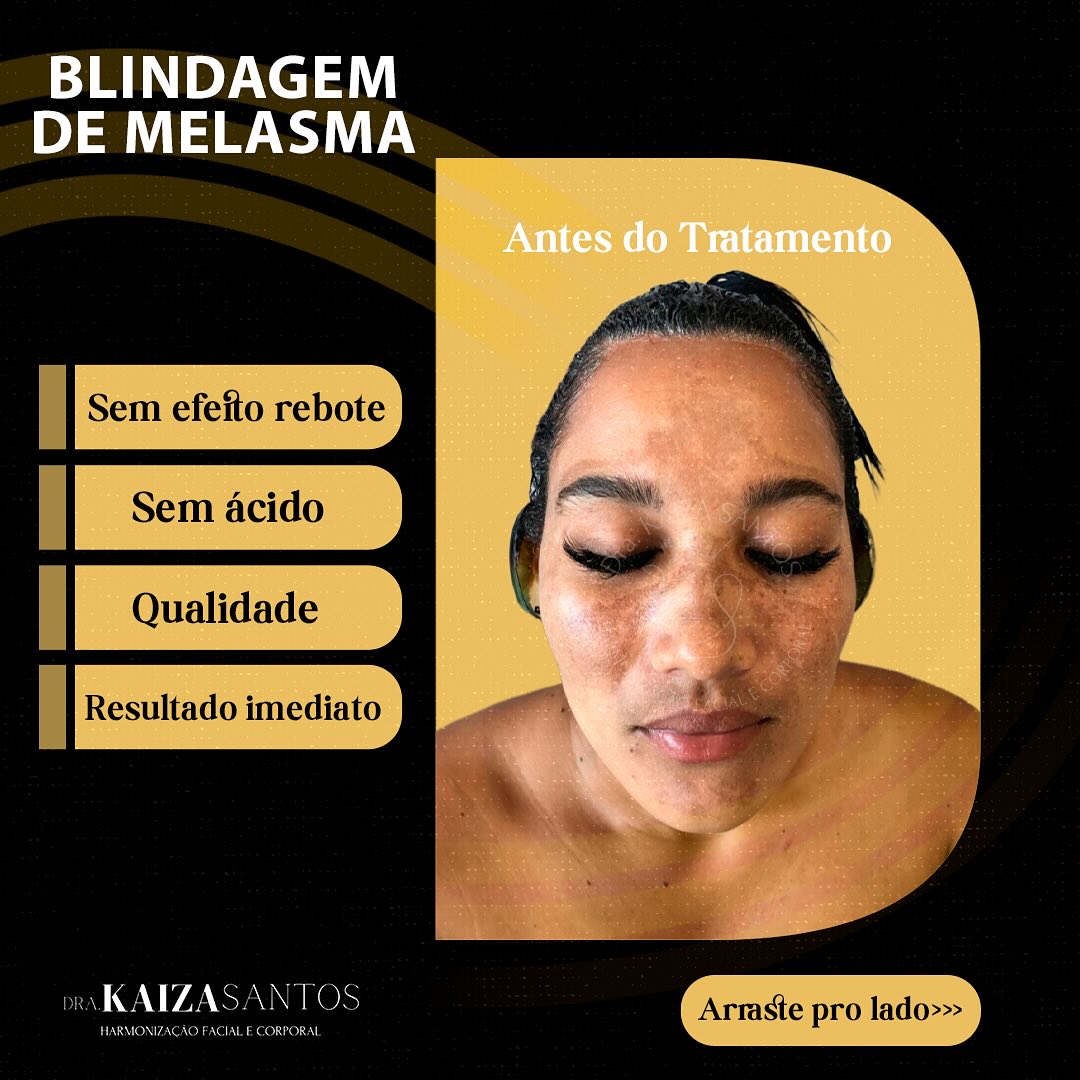 BLINDAGEM
DE MELASMA
Antes do Tratamento
Sem efeito rebote
Sem ácido
Qualidade
Resultado imediato
DRA. KAIZA SANTOS
HARMONIZAÇÃO FACIAL E CORPORAL
Arraste pro lado>>>